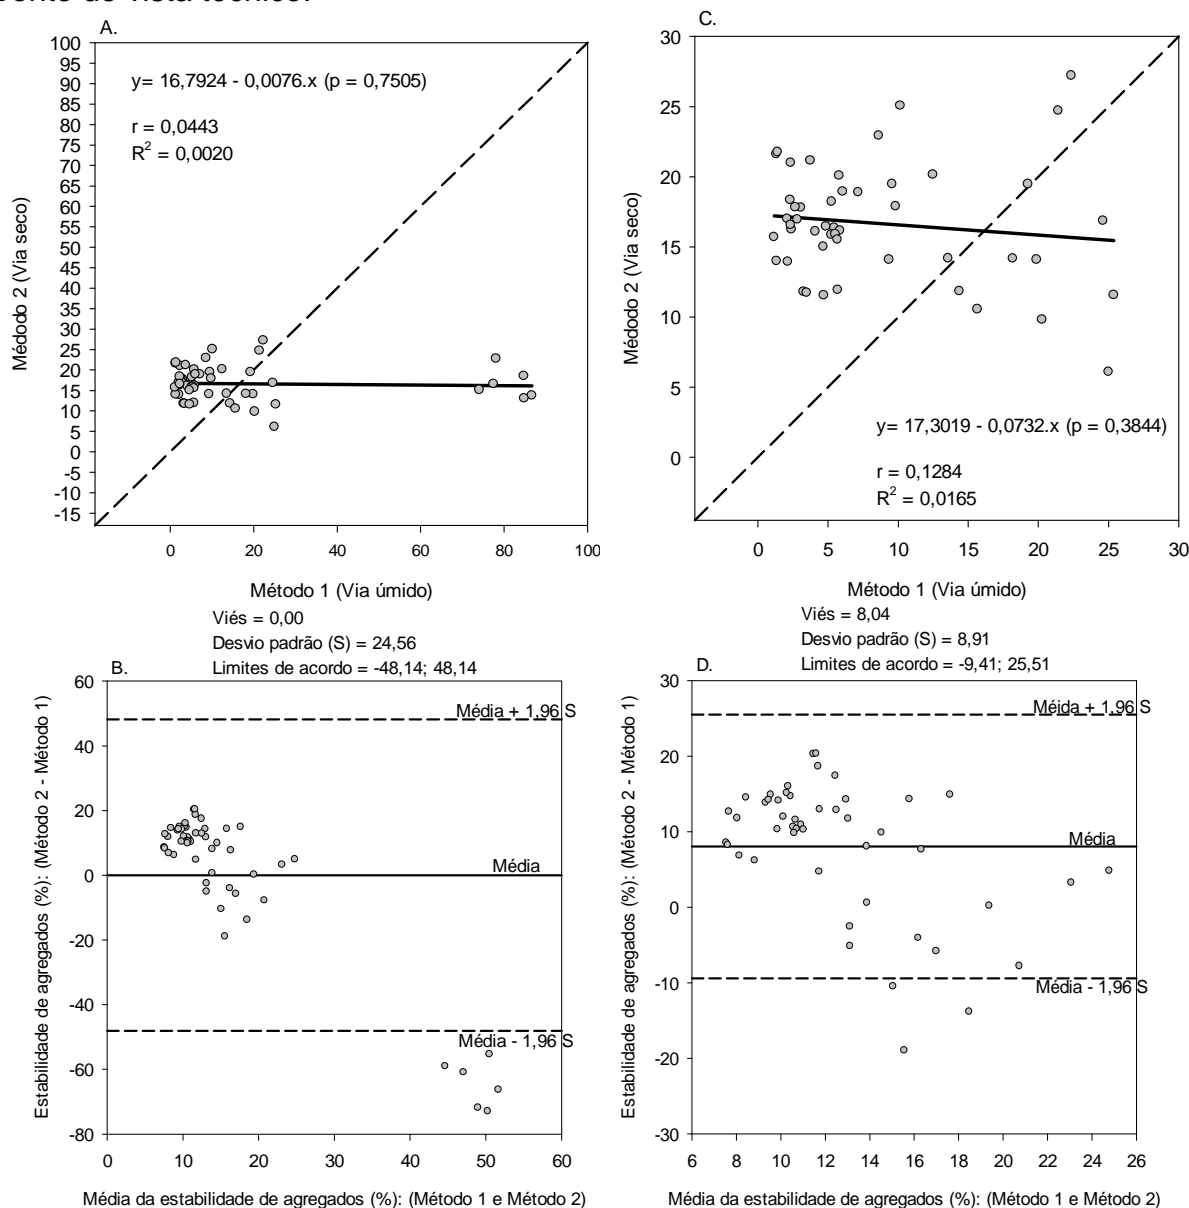 A.
100
95
90
85
80
75
70
65
60
55
50
45
40
35
30
25
20
15
10
5
0
-5
-10
-15
y= 16,7924 - 0,0076.x (p = 0,7505)
r = 0,0443
R² = 0,0020
Médodo 2 (Via seco)
0 20 40 60 80 100
Método 1 (Via úmido)
C.
30
25
20
15
10
5
0
y= 17,3019 - 0,0732.x (p = 0,3844)
r = 0,1284
R² = 0,0165
Médodo 2 (Via seco)
0 5 10 15 20 25 30
Método 1 (Via úmido)
Viés = 0,00
Desvio padrão (S) = 24,56
Limites de acordo = -48,14; 48,14
B.
60
40
20
0
-20
-40
-60
-80
Média + 1,96 S
Média
Média - 1,96 S
Estabilidade de agregados (%): (Método 2 - Método 1)
0 10 20 30 40 50 60
Média da estabilidade de agregados (%): (Método 1 e Método 2)
Viés = 8,04
Desvio padrão (S) = 8,91
Limites de acordo = -9,41; 25,51
D.
30
20
10
0
-10
-20
-30
Méida + 1,96 S
Média
Média - 1,96 S
Estabilidade de agregados (%): (Método 2 - Método 1)
6 8 10 12 14 16 18 20 22 24 26
Média da estabilidade de agregados (%): (Método 1 e Método 2)